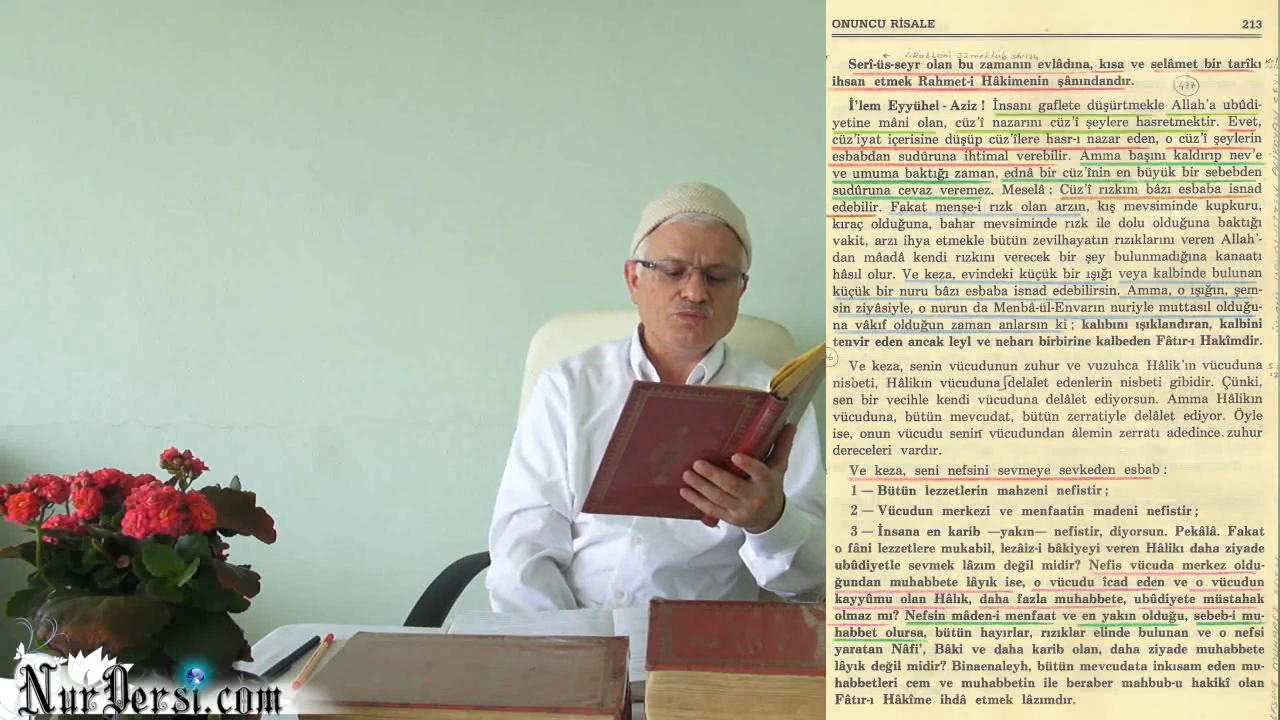 ONUNCU RİSALE 213
Serî-üs-seyr olan bu zamanın evlâdına, kısa ve selâmet bir tarîkı
ihsan etmek Rahmet-i Hâkimenin şânındandır.
437
İ'lem Eyyühel-Aziz ! İnsanı gaflete düşürtmekle Allah'a ubûdi-
yetine mâni olan, cüz'î nazarını cüz'î şeylere hasretmektir. Evet,
cüz'iyat içerisine düşüp cüz'îlere hasr-ı nazar eden, o cüz'î şeylerin
esbabdan sudûruna ihtimal verebilir. Amma başını kaldırıp nev'e
ve umuma baktığı zaman, ednâ bir cüz'înin en büyük bir sebebden
sudûruna cevaz veremez. Meselâ ; Cüz'î rızkını bâzı esbaba isnad
edebilir. Fakat menşe-i rızk olan arzın, kış mevsiminde kupkuru,
kıraç olduğuna, bahar mevsiminde rızk ile dolu olduğuna baktığı
vakit, arzı ihya etmekle bütün zevilhayatın rızıklarını veren Allah'-
dan mâadâ kendi rızkını verecek bir şey bulunmadığına kanaatı
hâsıl olur. Ve keza, evindeki küçük bir ışığı veya kalbinde bulunan
küçük bir nuru bâzı esbaba isnad edebilirsin. Amma, o ışığın, şem-
sin ziyâsiyle, o nurun da Menbâ-ül-Envarın nuriyle muttasıl olduğu-
na vâkıf olduğun zaman anlarsın ki ; kalıbını ışıklandıran, kalbini
tenvir eden ancak leyl ve neharı birbirine kalbeden Fâtır-ı Hakîmdir.
Ve keza, senin vücudunun zuhur ve vuzuhca Hâlik'ın vücuduna
nisbeti, Hâlikın vücuduna delalet edenlerin nisbeti gibidir. Çünki,
sen bir vecihle kendi vücuduna delâlet ediyorsun. Amma Hâlikın
vücuduna, bütün mevcudat, bütün zerratiyle delâlet ediyor. Öyle
ise, onun vücudu senin vücudundan âlemin zerratı adedince zuhur
dereceleri vardır.
Ve keza, seni nefsini sevmeye sevkeden esbab :
1 — Bütün lezzetlerin mahzeni nefistir ;
2 — Vücudun merkezi ve menfaatin madeni nefistir ;
3 — İnsana en karib —yakın— nefistir, diyorsun. Pekâlâ. Fakat
o fâni lezzetlere mukabil, lezâiz-i bâkiyeyi veren Hâlikı daha ziyade
ubûdiyetle sevmek lâzım değil midir? Nefis vücuda merkez oldu-
ğundan muhabbete lâyık ise, o vücudu îcad eden ve o vücudun
kayyûmu olan Hâlık, daha fazla muhabbete, ubûdiyete müstahak
olmaz mı? Nefsin mâden-i menfaat ve en yakın olduğu, sebeb-i mu-
habbet olursa, bütün hayırlar, rızıklar elinde bulunan ve o nefsi
yaratan Nâfi', Bâki ve daha karib olan, daha ziyade muhabbete
lâyık değil midir? Binaenaleyh, bütün mevcudata inkısam eden mu-
habbetleri cem ve muhabbetin ile beraber mahbub-u hakikî olan
Fâtır-ı Hakîme ihdâ etmek lâzımdır.
NurDersi.com